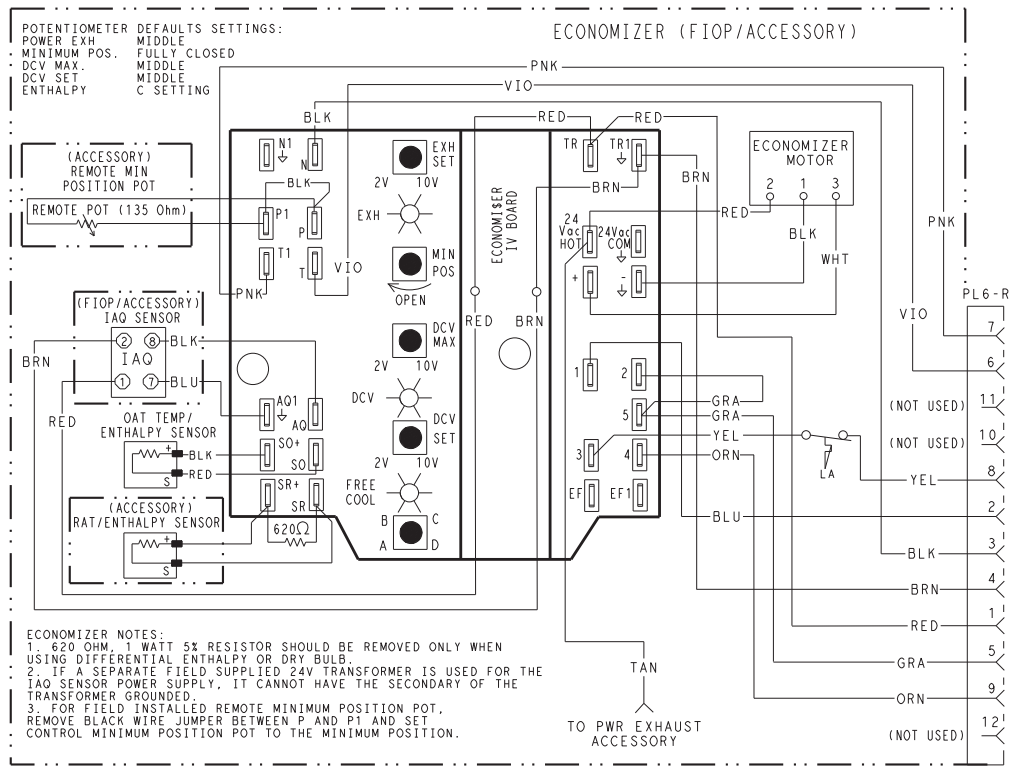 POTENTIOMETER DEFAULTS SETTINGS:
POWER EXH MIDDLE
MINIMUM POS. FULLY CLOSED
DCV MAX. MIDDLE
DCV SET MIDDLE
ENTHALPY C SETTING
ECONOMIZER (FIOP/ACCESSORY)
PNK
VIO
BLK
RED
RED
(ACCESSORY)
REMOTE MIN
POSITION POT
REMOTE POT (135 Ohm)
N1
N
BLK
P1
P
T1
T
VIO
PNK
EXH
SET
2V 10V
EXH
MIN
POS
OPEN
DCV
MAX
2V 10V
DCV
DCV
SET
2V 10V
FREE
COOL
B C
A D
ECONOMI$ER
IV BOARD
RED
BRN
TR
TR1
BRN
BRN
24
Vac
HOT
24Vac
COM
+
-
RED
ECONOMIZER
MOTOR
2 1 3
BLK
WHT
PNK
VIO
PL6-R
7
6
(NOT USED) 11
(NOT USED) 10
8
2
3
4
1
5
9
(NOT USED) 12
1
2
5
3
4
EF
EF1
GRA
GRA
YEL
ORN
LA
YEL
BLU
BLK
BRN
RED
GRA
ORN
(FIOP/ACCESSORY)
IAQ SENSOR
2 8
IAQ
1 7
BLK
BLU
BRN
RED
AQ1
AQ
OAT TEMP/
ENTHALPY SENSOR
+
S
BLK
RED
SO+
SO
SR+
SR
620Ω
(ACCESSORY)
RAT/ENTHALPY SENSOR
+
S
TAN
TO PWR EXHAUST
ACCESSORY
ECONOMIZER NOTES:
1. 620 OHM, 1 WATT 5% RESISTOR SHOULD BE REMOVED ONLY WHEN
USING DIFFERENTIAL ENTHALPY OR DRY BULB.
2. IF A SEPARATE FIELD SUPPLIED 24V TRANSFORMER IS USED FOR THE
IAQ SENSOR POWER SUPPLY, IT CANNOT HAVE THE SECONDARY OF THE
TRANSFORMER GROUNDED.
3. FOR FIELD INSTALLED REMOTE MINIMUM POSITION POT,
REMOVE BLACK WIRE JUMPER BETWEEN P AND P1 AND SET
CONTROL MINIMUM POSITION POT TO THE MINIMUM POSITION.